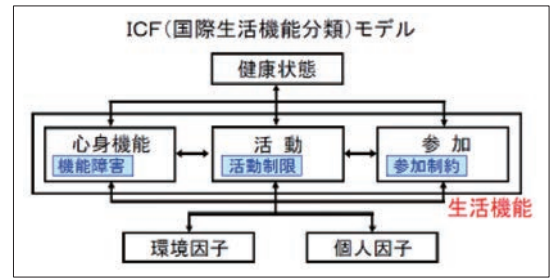 ICF(国際生活機能分類)モデル
健康状態
心身機能
機能障害
活動
活動制限
参加
参加制約
生活機能
環境因子
個人因子